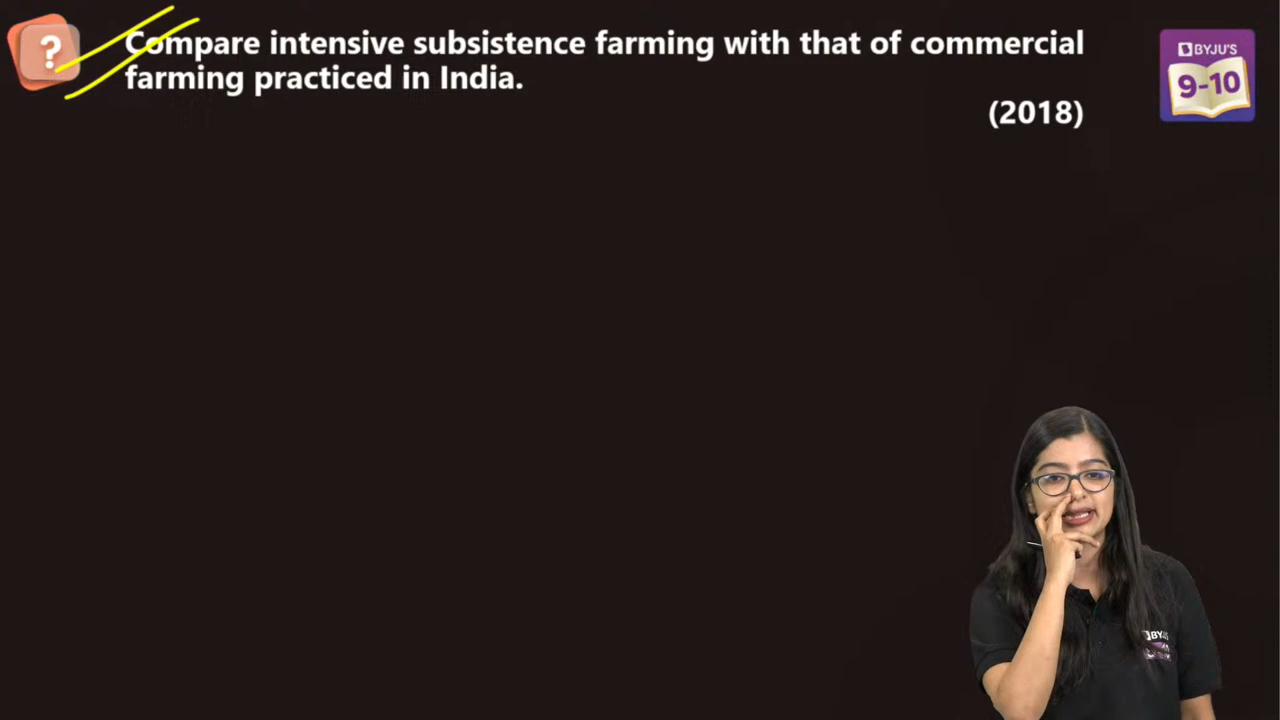 ?
Compare intensive subsistence farming with that of commercial
farming practiced in India.
(2018)
BYJU'S
9-10
BYJU'S